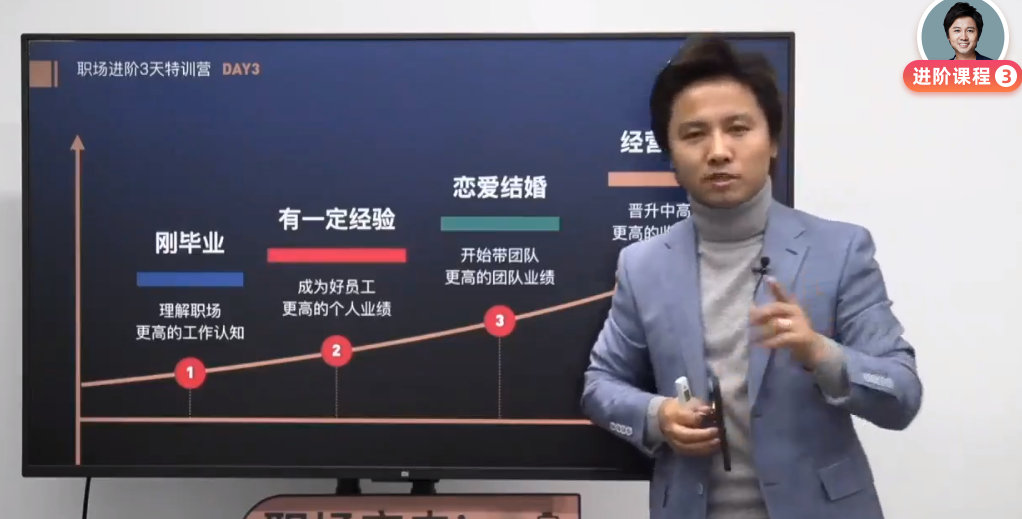 职场进阶3天特训营 DAY3
进阶课程 3
刚毕业
理解职场
更高的工作认知
有一定经验
成为好员工
更高的个人业绩
恋爱结婚
开始带团队
更高的团队业绩
经营
晋升中高
更高的
1
2
3